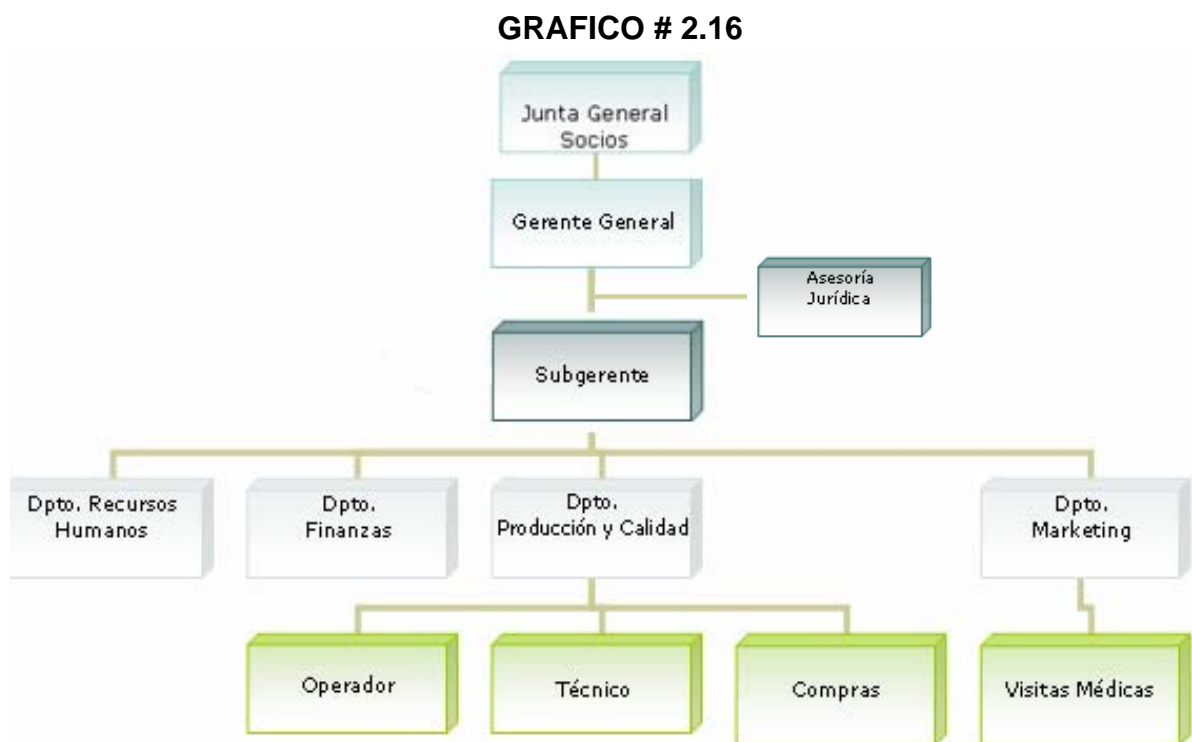 GRAFICO # 2.16
Junta General
Socios
Gerente General
Asesoría
Jurídica
Subgerente
Dpto. Recursos
Humanos
Dpto.
Finanzas
Dpto.
Producción y Calidad
Dpto.
Marketing
Operador
Técnico
Compras
Visitas Médicas